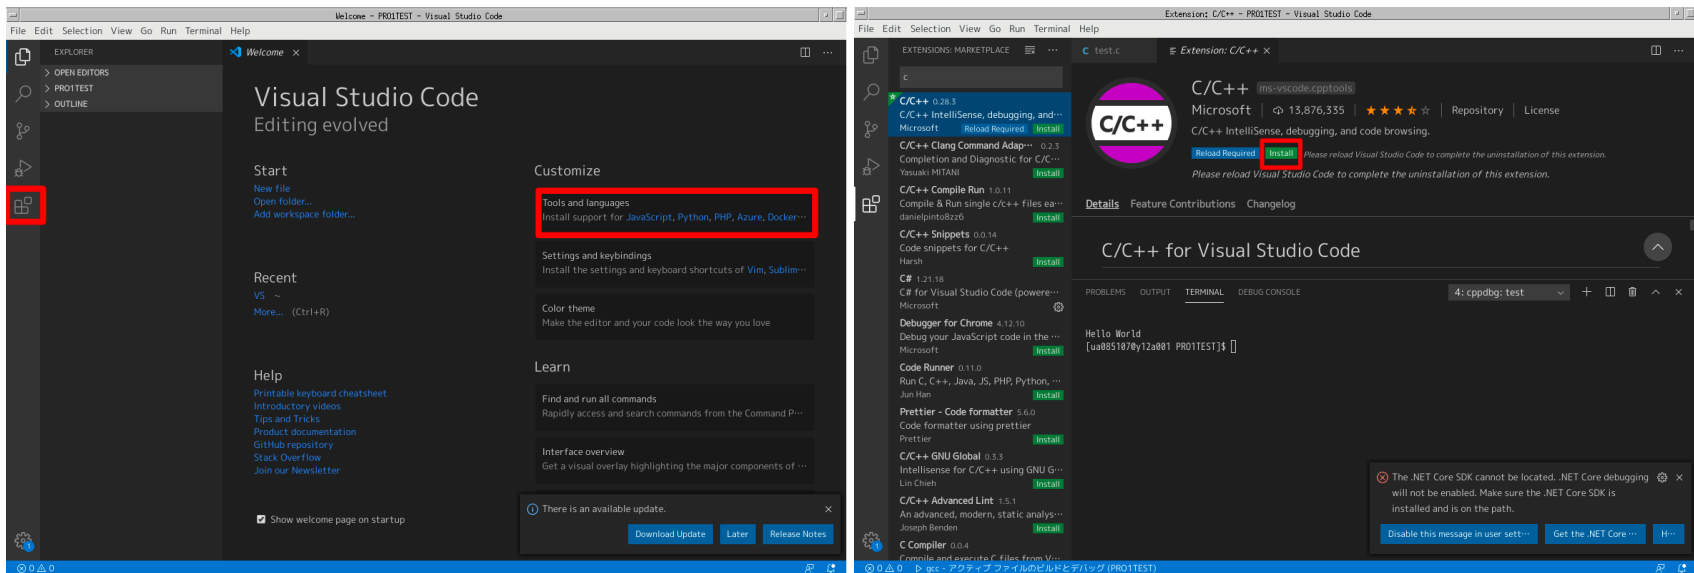 Welcome - PRO1TEST - Visual Studio Code
File Edit Selection View Go Run Terminal Help
EXPLORER
OPEN EDITORS
PRO1TEST
OUTLINE
Welcome
Visual Studio Code
Editing evolved
Start
New file
Open folder...
Add workspace folder...
Recent
VS ~
More... (Ctrl+R)
Help
Printable keyboard cheatsheet
Introductory videos
Tips and Tricks
Product documentation
GitHub repository
Stack Overflow
Join our Newsletter
Show welcome page on startup
Customize
Tools and languages
Install support for JavaScript, Python, PHP, Azure, Docker…
Settings and keybindings
Install the settings and keyboard shortcuts of Vim, Sublim…
Color theme
Make the editor and your code look the way you love
Learn
Find and run all commands
Rapidly access and search commands from the Command P…
Interface overview
Get a visual overlay highlighting the major components of …
There is an available update.
Download Update Later Release Notes
1
0 0
Extension: C/C++ - PRO1TEST - Visual Studio Code
File Edit Selection View Go Run Terminal Help
EXTENSIONS: MARKETPLACE
c
C/C++ 0.28.3
C/C++ IntelliSense, debugging, and…
Microsoft Reload Required Install
C/C++ Clang Command Adap… 0.2.3
Completion and Diagnostic for C/C…
Yasuaki MITANI Install
C/C++ Compile Run 1.0.11
Compile & Run single c/c++ files ea…
danielpinto8zz6 Install
C/C++ Snippets 0.0.14
Code snippets for C/C++
Harsh Install
C# 1.21.18
C# for Visual Studio Code (powere…
Microsoft
Debugger for Chrome 4.12.10
Debug your JavaScript code in the …
Microsoft Install
Code Runner 0.11.0
Run C, C++, Java, JS, PHP, Python, …
Jun Han Install
Prettier - Code formatter 5.6.0
Code formatter using prettier
Prettier Install
C/C++ GNU Global 0.3.3
Intellisense for C/C++ using GNU G…
Lin Chieh Install
C/C++ Advanced Lint 1.5.1
An advanced, modern, static analys…
Joseph Benden Install
C Compiler 0.0.4
Compile and execute C files from V…
C test.c
Extension: C/C++
C/C++
C/C++ ms-vscode.cpptools
Microsoft 13,876,335 Repository License
C/C++ IntelliSense, debugging, and code browsing.
Reload Required Install Please reload Visual Studio Code to complete the uninstallation of this extension.
Please reload Visual Studio Code to complete the uninstallation of this extension.
Details Feature Contributions Changelog
C/C++ for Visual Studio Code
PROBLEMS OUTPUT TERMINAL DEBUG CONSOLE 4: cppdbg: test
Hello World
[ua085107@y12a001 PRO1TEST]$
The .NET Core SDK cannot be located. .NET Core debugging
will not be enabled. Make sure the .NET Core SDK is
installed and is on the path.
Disable this message in user sett… Get the .NET Core … H…
1
0 0 gcc - アクティブ ファイルのビルドとデバッグ (PRO1TEST)